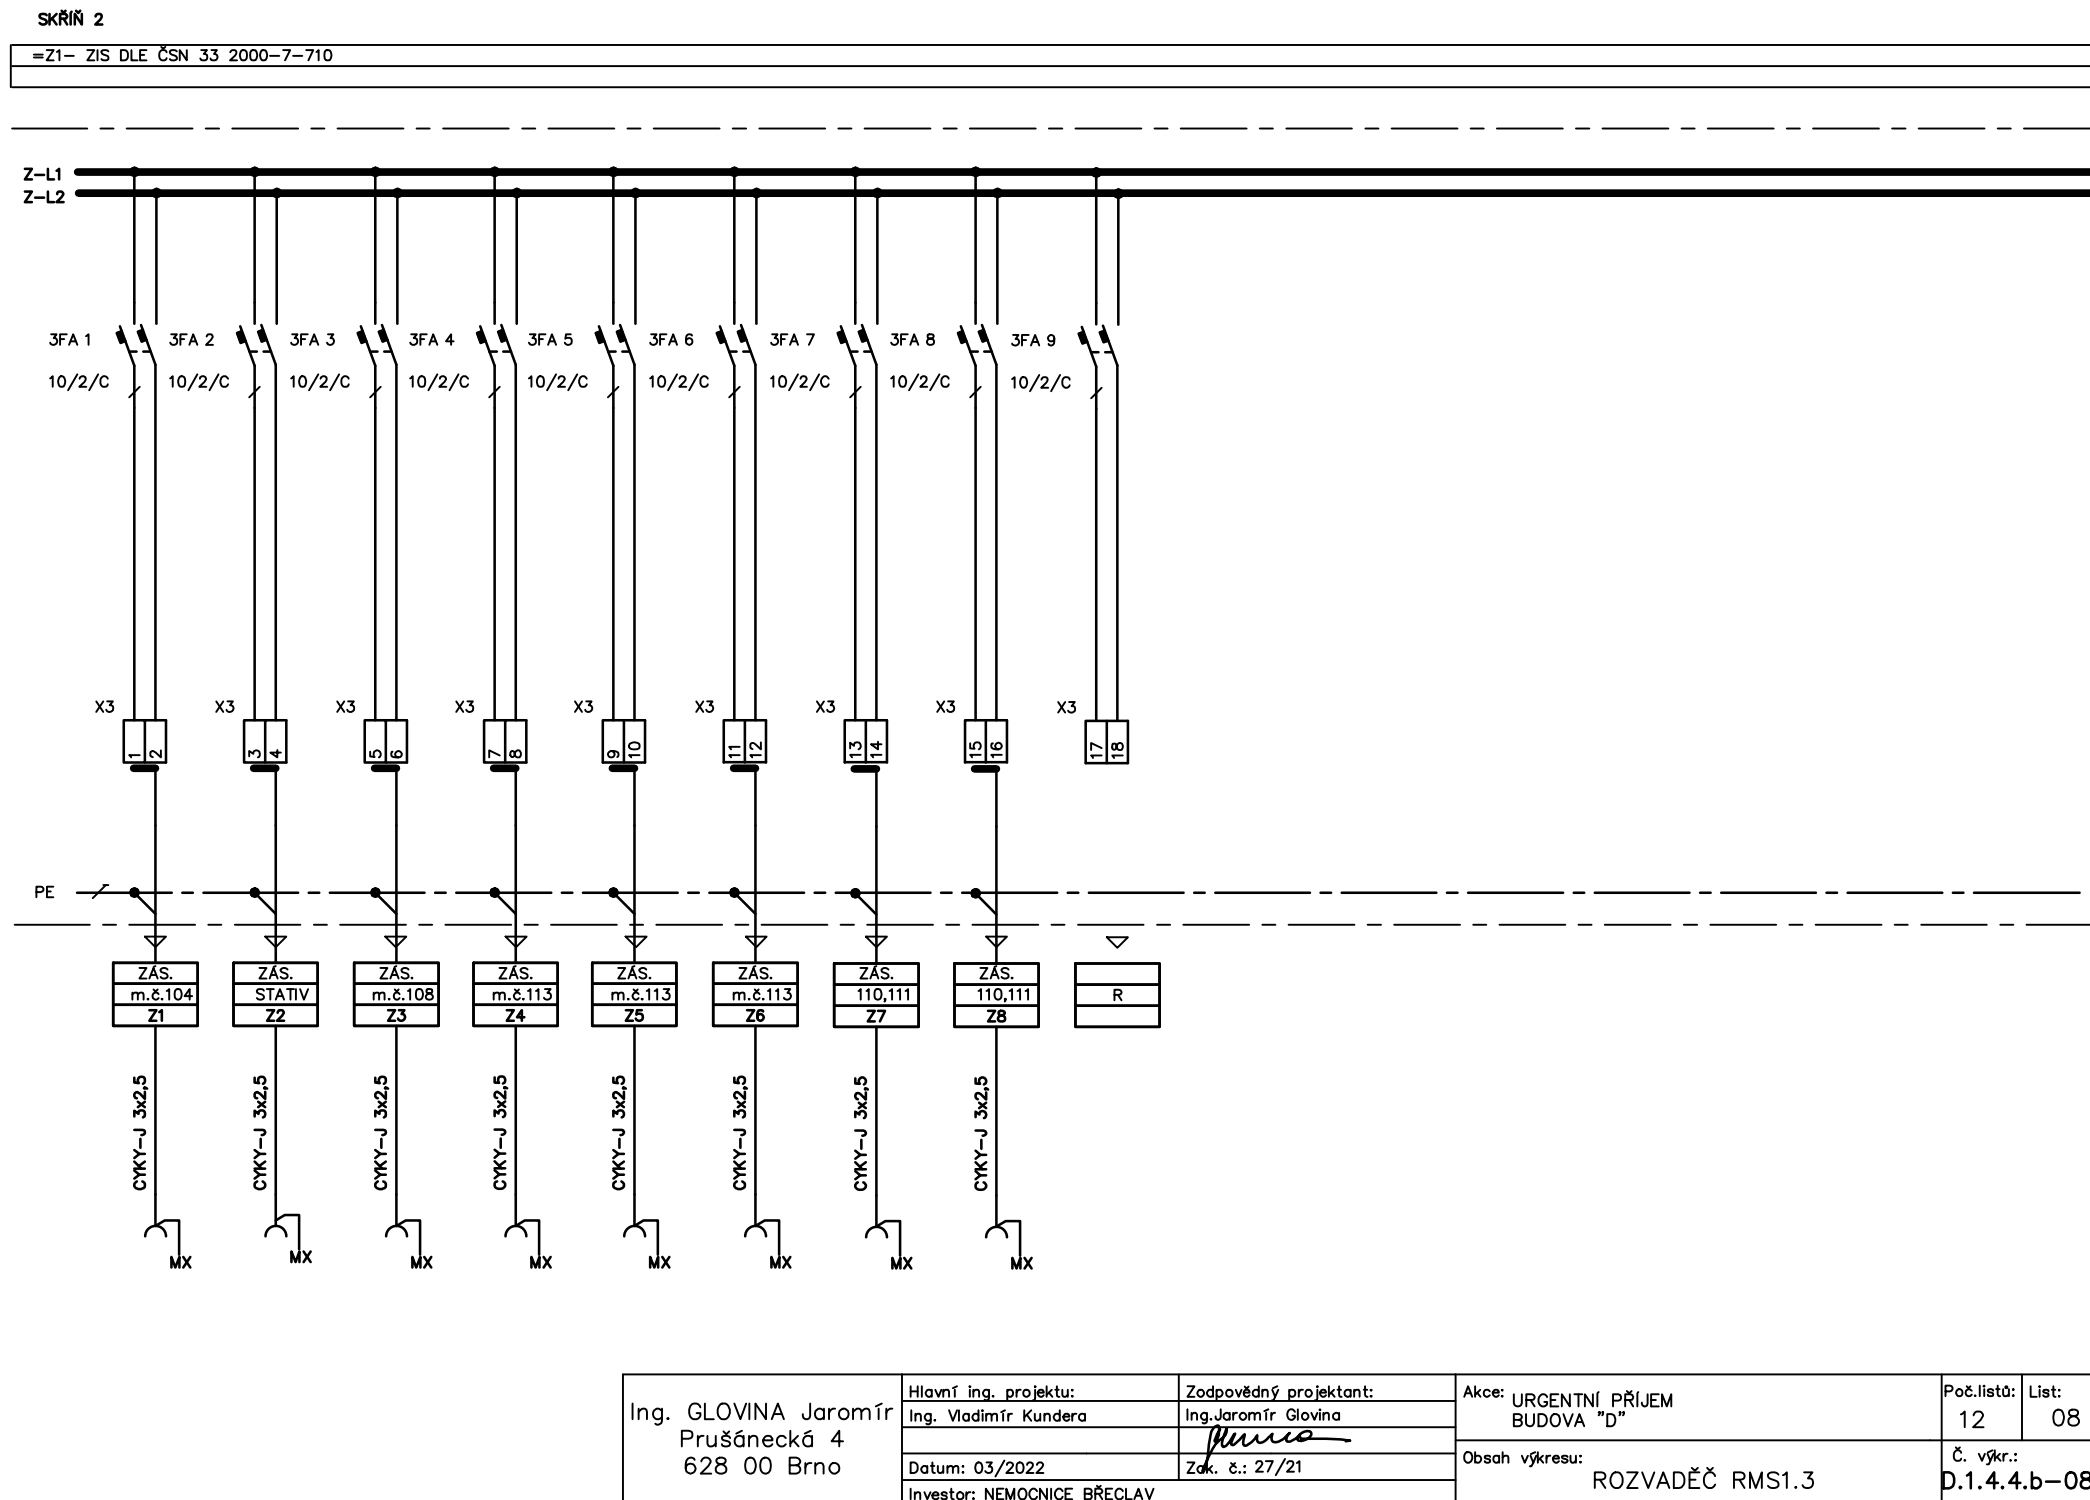 SKŘÍŇ 2
=Z1- ZIS DLE ČSN 33 2000-7-710
Z-L1
Z-L2
3FA 1 3FA 2 3FA 3 3FA 4 3FA 5 3FA 6 3FA 7 3FA 8 3FA 9
10/2/C 10/2/C 10/2/C 10/2/C 10/2/C 10/2/C 10/2/C 10/2/C 10/2/C
X3 X3 X3 X3 X3 X3 X3 X3 X3
1 2 3 4 5 6 7 8 9 10 11 12 13 14 15 16 17 18
PE
ZÁS. ZÁS. ZÁS. ZÁS. ZÁS. ZÁS. ZÁS. ZÁS.
m.č.104 STATIV m.č.108 m.č.113 m.č.113 m.č.113 110,111 110,111 R
Z1 Z2 Z3 Z4 Z5 Z6 Z7 Z8
CYKY-J 3x2,5 CYKY-J 3x2,5 CYKY-J 3x2,5 CYKY-J 3x2,5 CYKY-J 3x2,5 CYKY-J 3x2,5 CYKY-J 3x2,5 CYKY-J 3x2,5
MX MX MX MX MX MX MX MX
Ing. GLOVINA Jaromír
Prušánecká 4
628 00 Brno
Hlavní ing. projektu:
Ing. Vladimír Kundera
Datum: 03/2022
Investor: NEMOCNICE BŘECLAV
Zodpovědný projektant:
Ing.Jaromír Glovina
Zak. č.: 27/21
Akce: URGENTNÍ PŘÍJEM
BUDOVA "D"
Obsah výkresu:
ROZVADĚČ RMS1.3
Poč.listů:
12
List:
08
Č. výkr.:
D.1.4.4.b-08